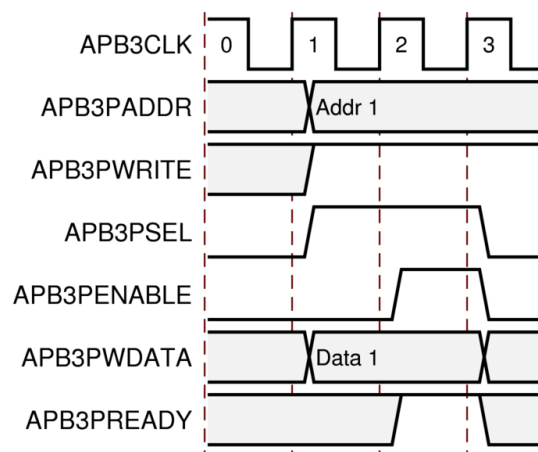 APB3CLK 0 1 2 3
APB3PADDR Addr 1
APB3PWRITE
APB3PSEL
APB3PENABLE
APB3PWDATA Data 1
APB3PREADY